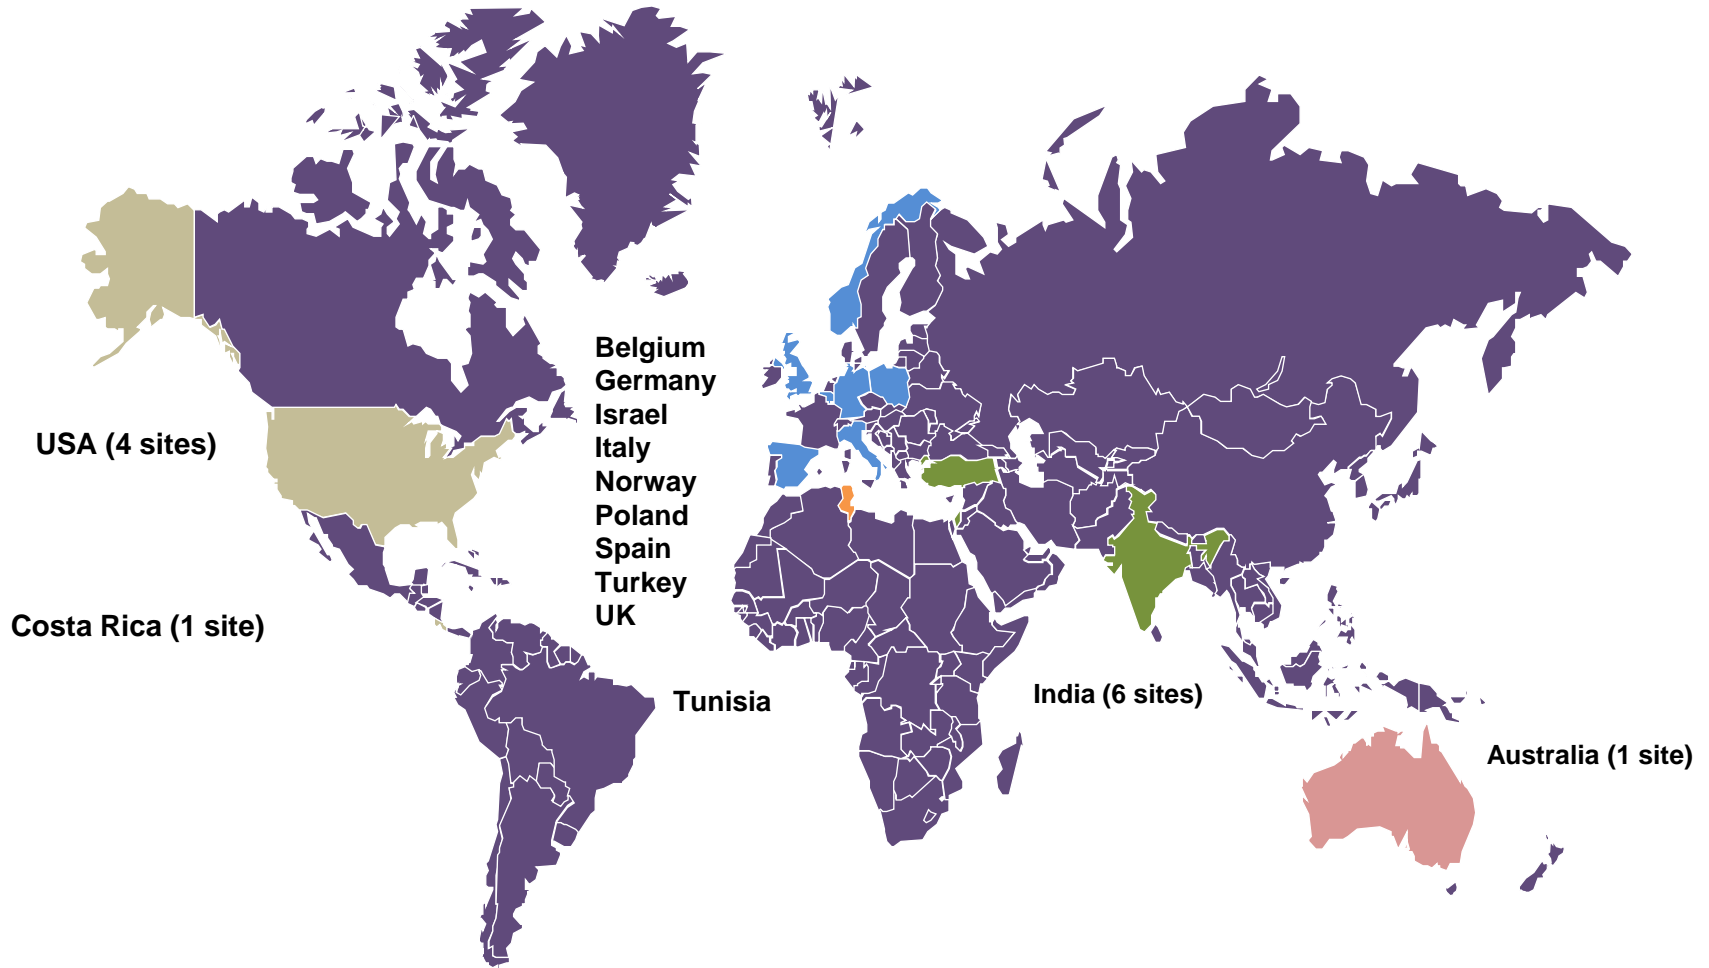 Belgium
Germany
Israel
Italy
Norway
Poland
Spain
Turkey
UK
USA (4 sites)
Costa Rica (1 site)
Tunisia
India (6 sites)
Australia (1 site)